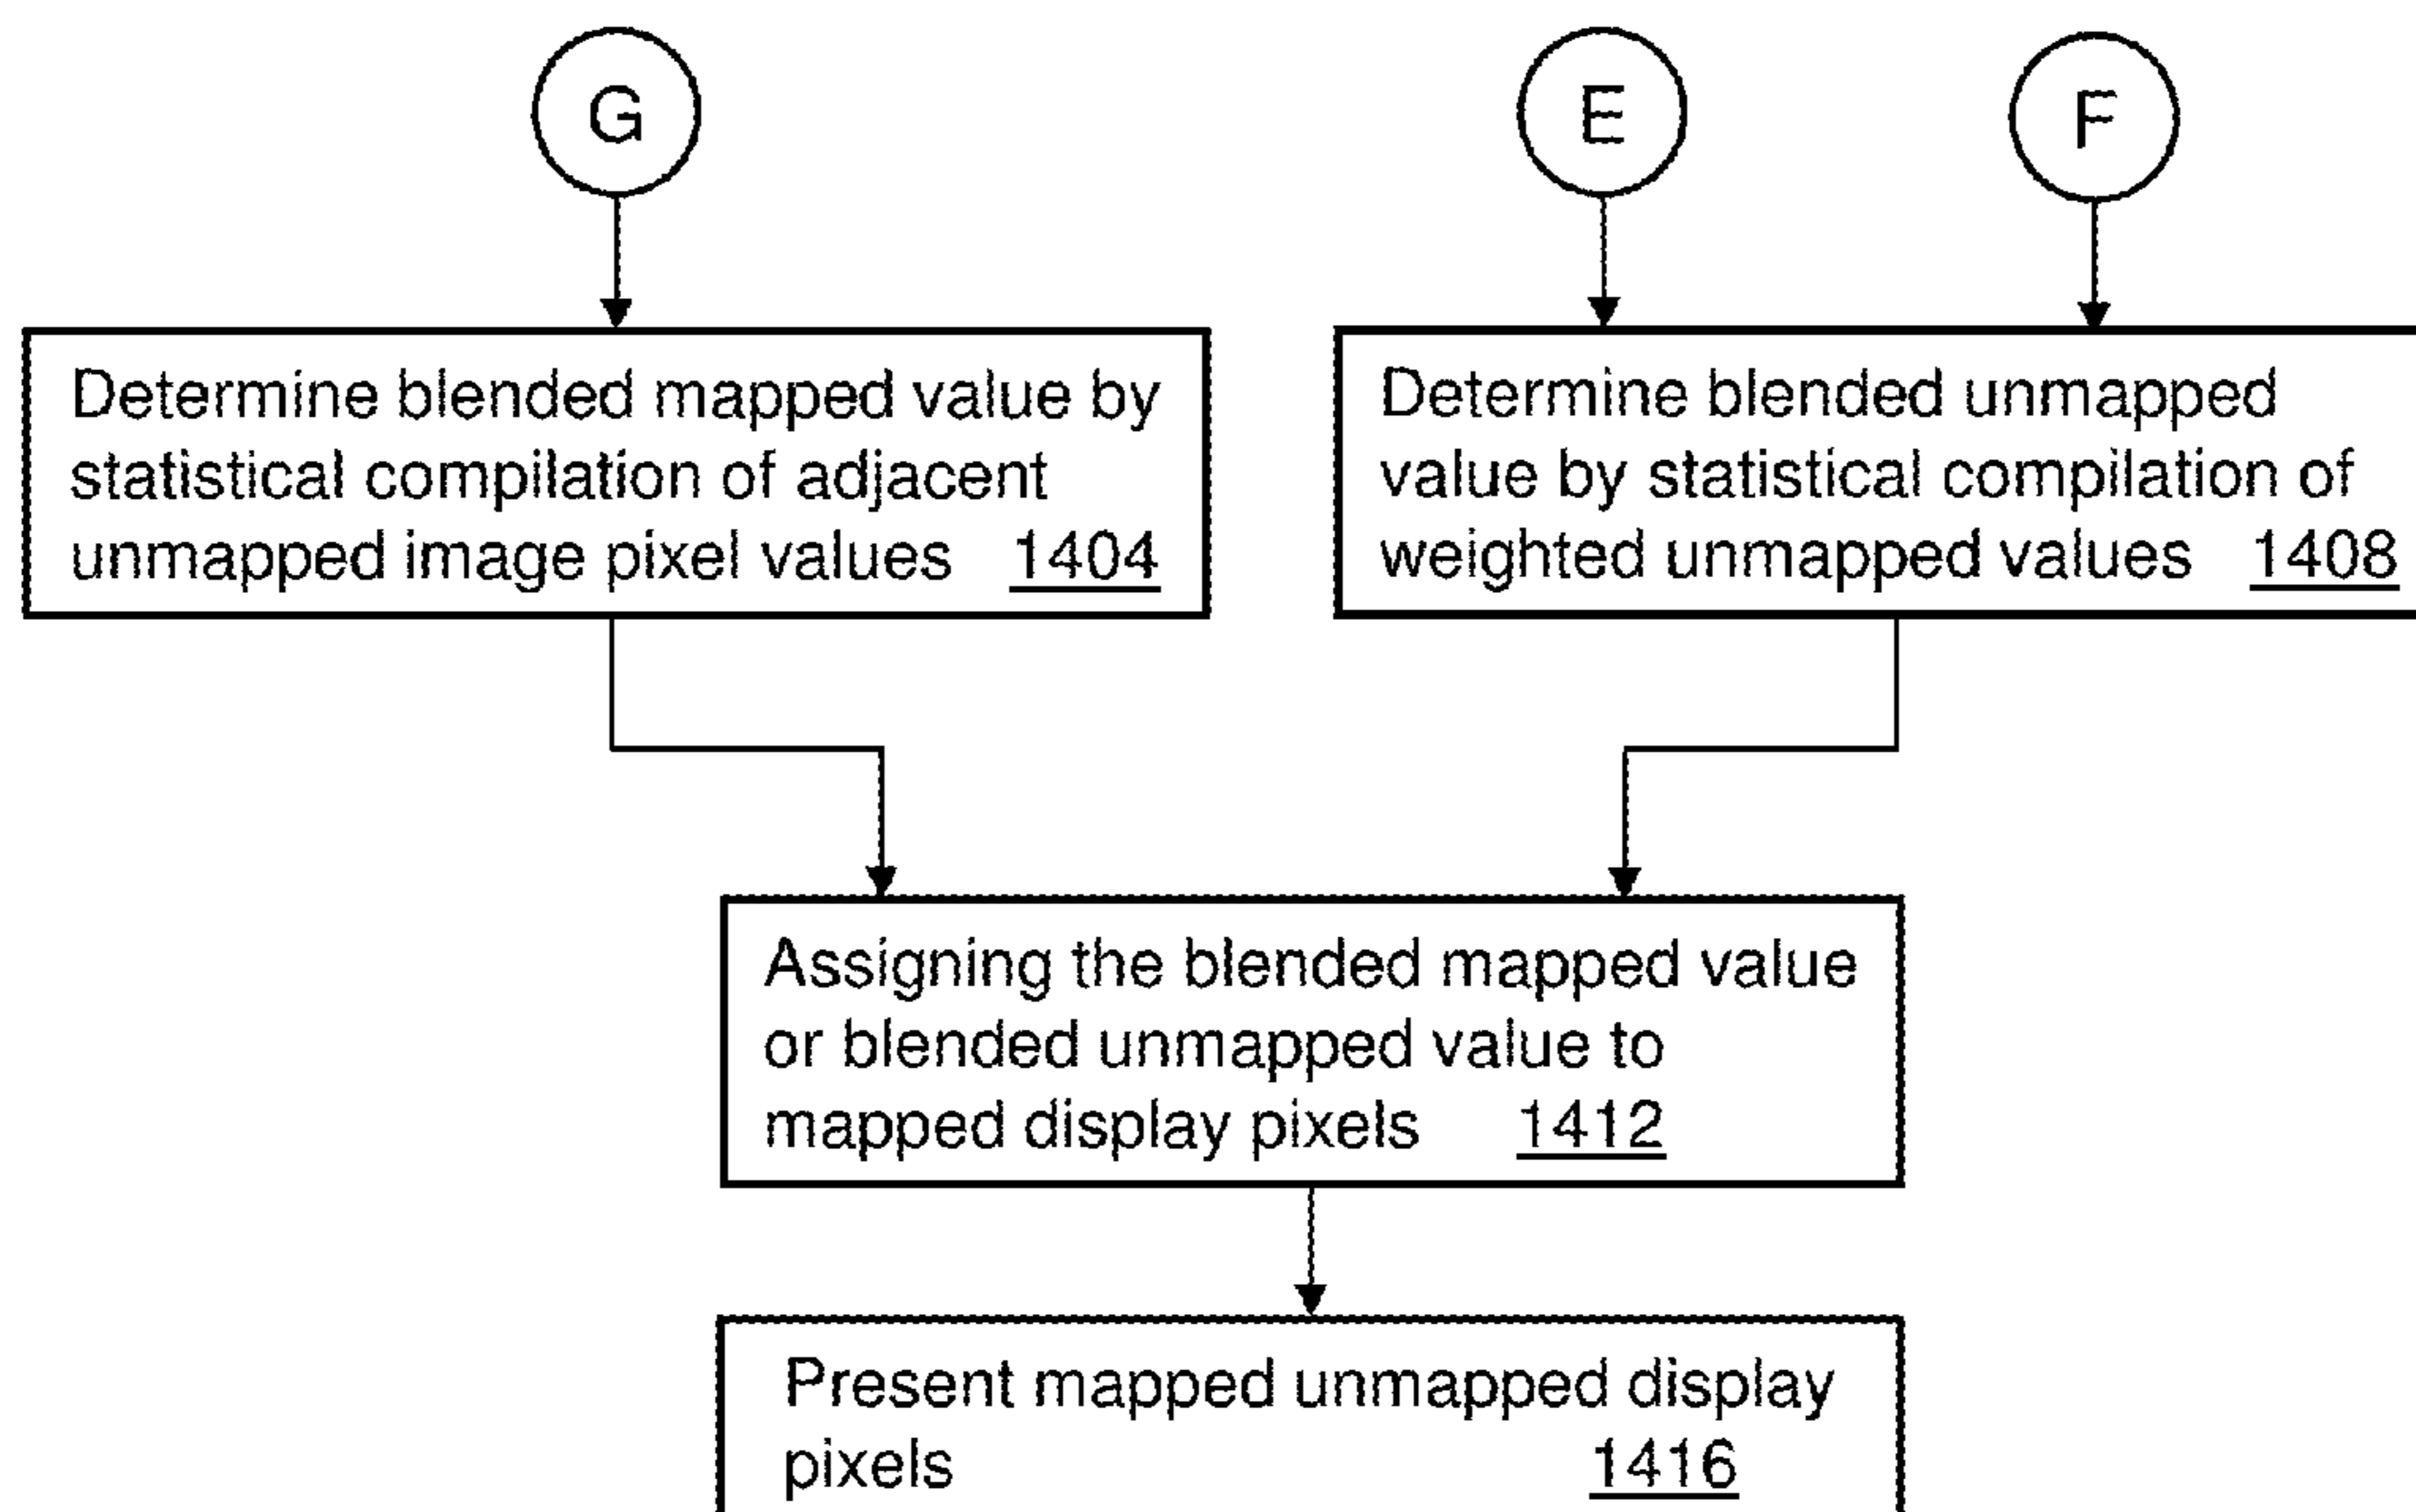 G
E
F
Determine blended mapped value by
statistical compilation of adjacent
unmapped image pixel values 1404
Determine blended unmapped
value by statistical compilation of
weighted unmapped values 1408
Assigning the blended mapped value
or blended unmapped value to
mapped display pixels 1412
Present mapped unmapped display
pixels 1416